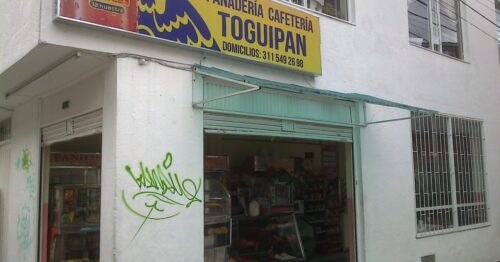 PANADERÍA CAFETERÍA
TOGUIPAN
DOMICILIOS: 311 549 26 98